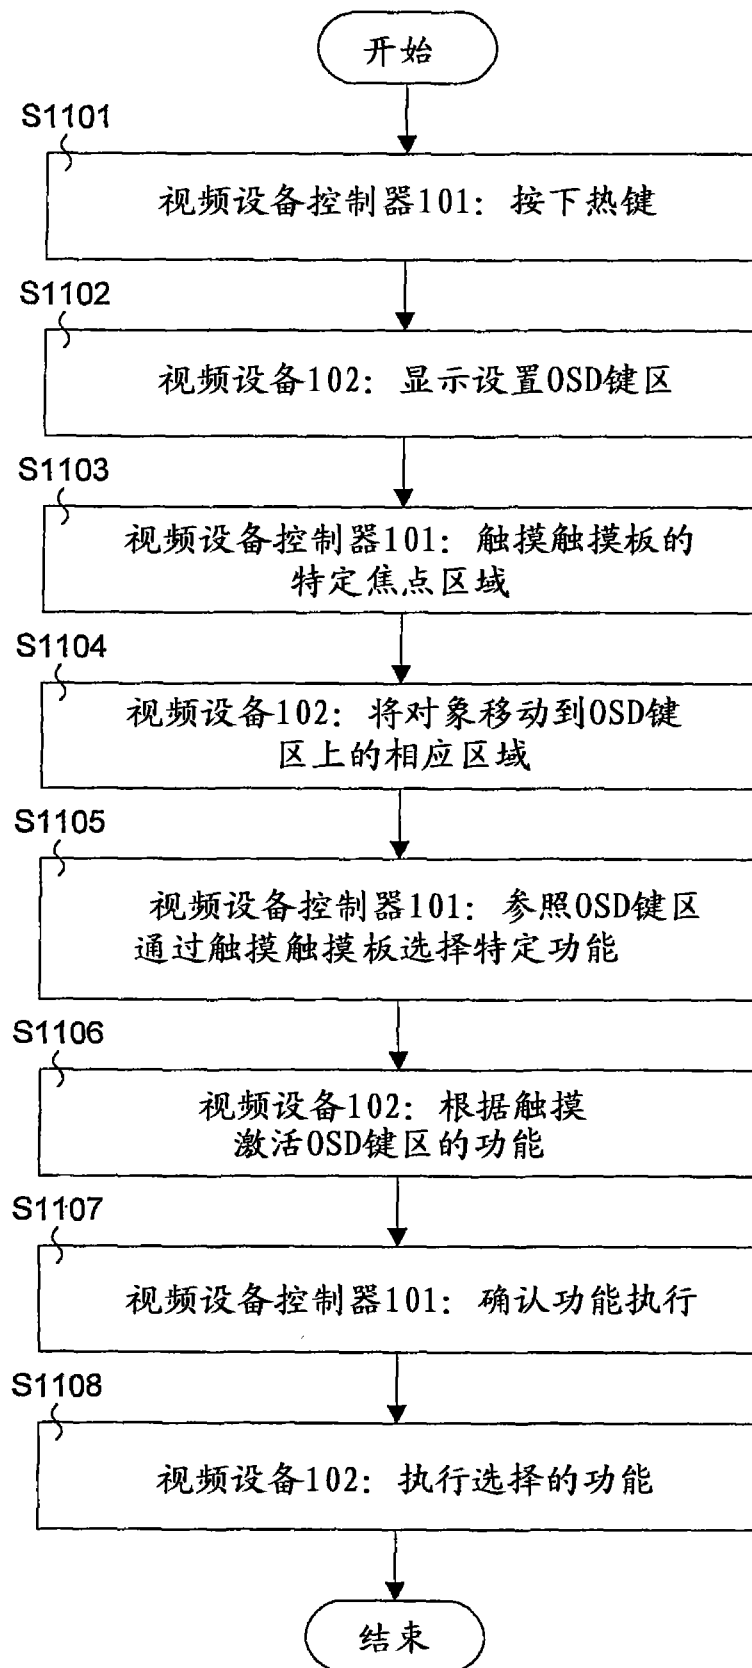 开始
S1101
视频设备控制器101：按下热键
S1102
视频设备102：显示设置OSD键区
S1103
视频设备控制器101：触摸触摸板的
特定焦点区域
S1104
视频设备102：将对象移动到OSD键
区上的相应区域
S1105
视频设备控制器101：参照OSD键区
通过触摸触摸板选择特定功能
S1106
视频设备102：根据触摸
激活OSD键区的功能
S1107
视频设备控制器101：确认功能执行
S1108
视频设备102：执行选择的功能
结束